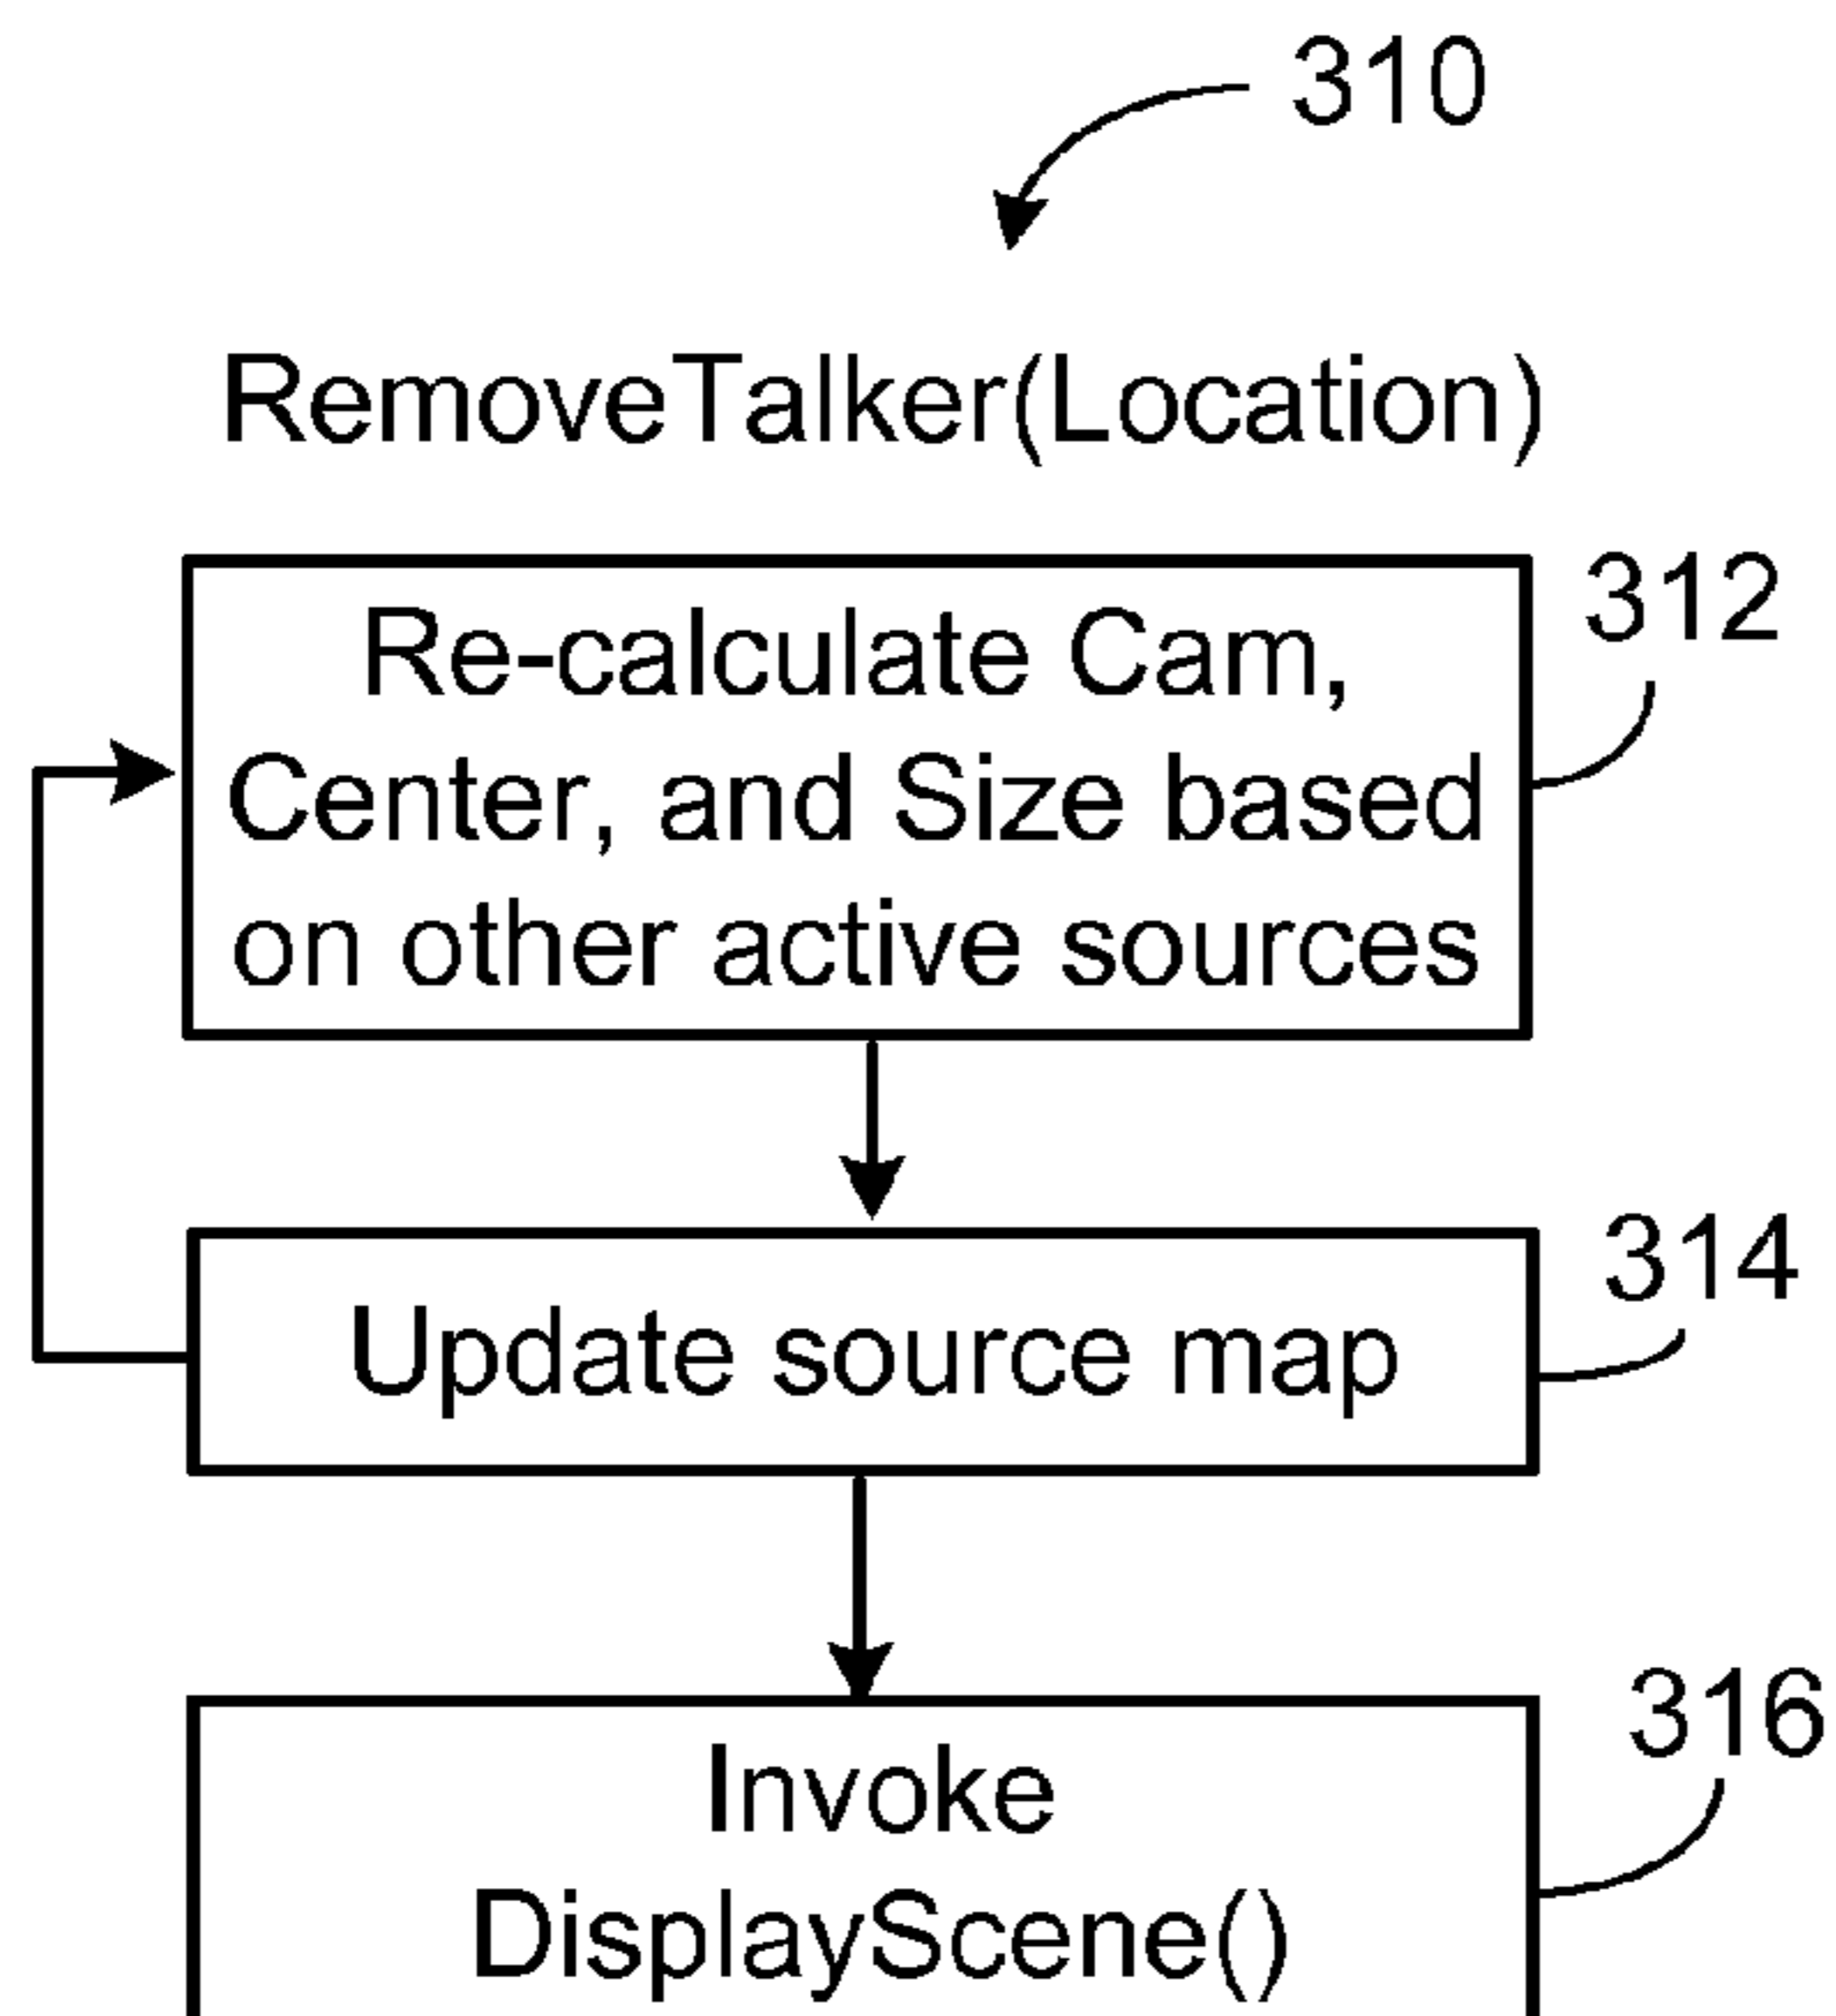 310
RemoveTalker(Location)
312
Re-calculate Cam,
Center, and Size based
on other active sources
314
Update source map
316
Invoke
DisplayScene()